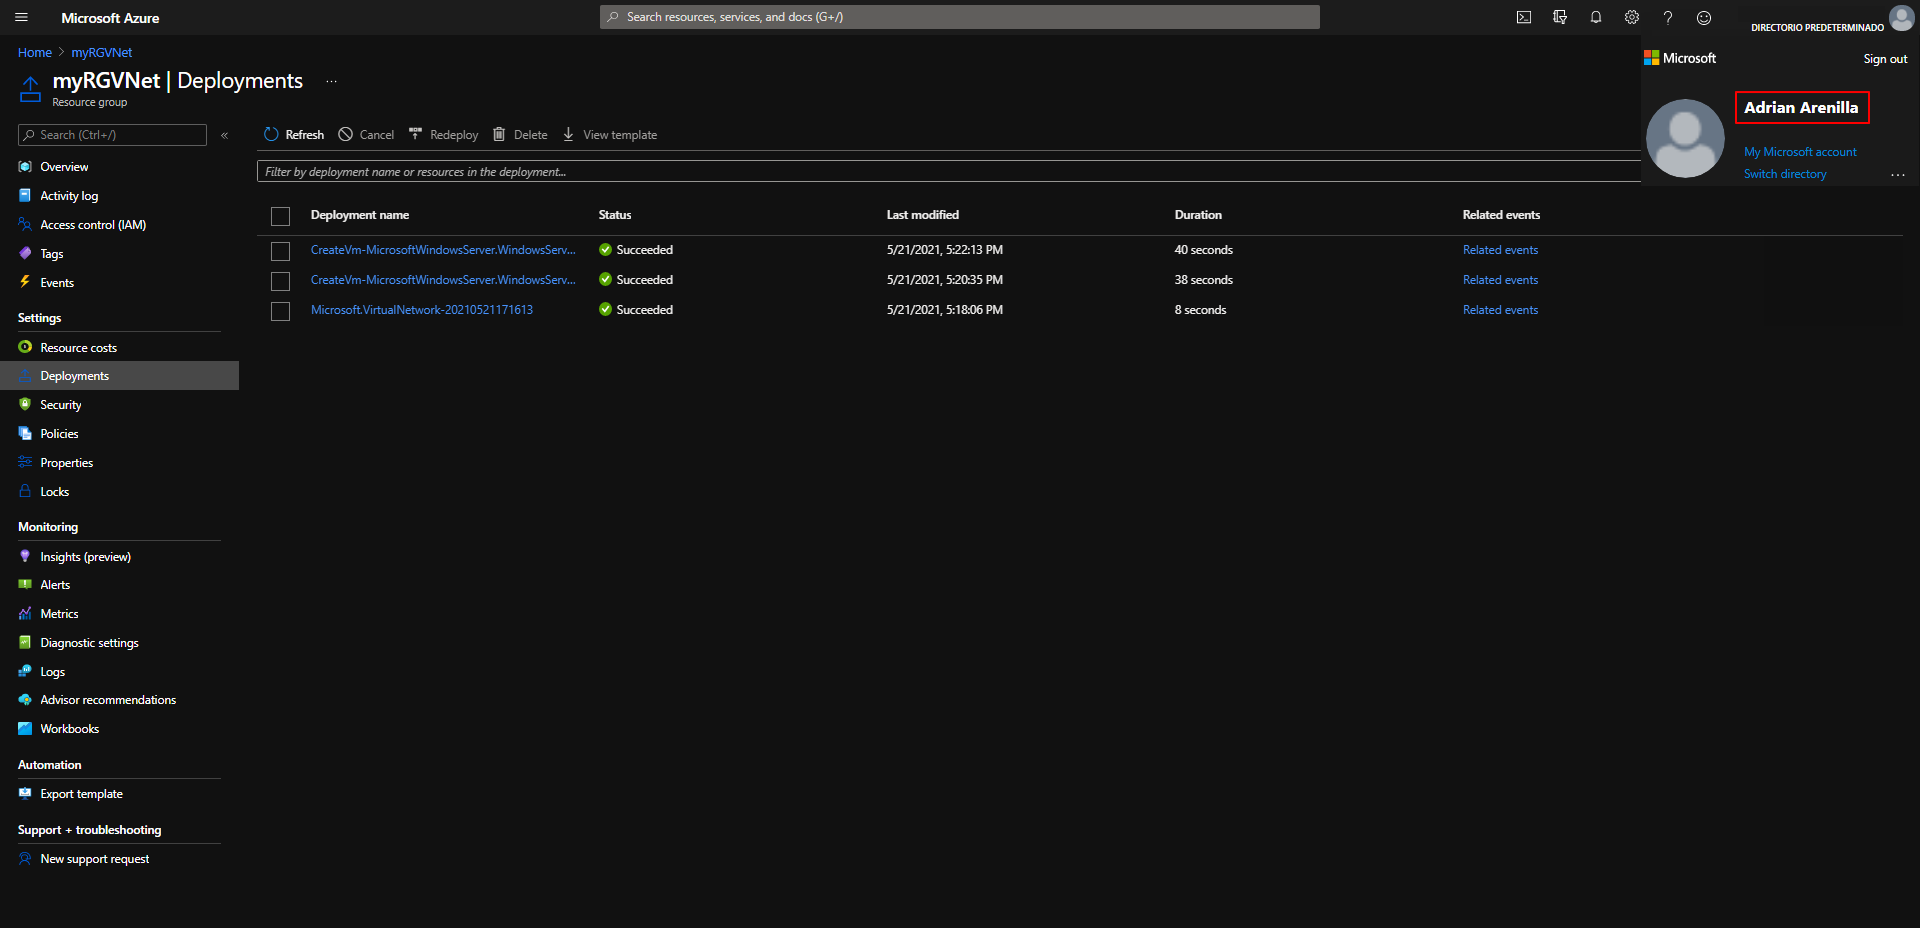 Microsoft Azure
Search resources, services, and docs (G+/)
DIRECTORIO PREDETERMINADO
Home > myRGVNet
Microsoft
Sign out
myRGVNet | Deployments ...
Resource group
Adrian Arenilla
My Microsoft account
Switch directory
...
Search (Ctrl+/)
«
Refresh
Cancel
Redeploy
Delete
View template
Filter by deployment name or resources in the deployment...
Overview
Activity log
Access control (IAM)
Tags
Events
Settings
Resource costs
Deployments
Security
Policies
Properties
Locks
Monitoring
Insights (preview)
Alerts
Metrics
Diagnostic settings
Logs
Advisor recommendations
Workbooks
Automation
Export template
Support + troubleshooting
New support request
Deployment name Status Last modified Duration Related events
CreateVm-MicrosoftWindowsServer.WindowsServ... Succeeded 5/21/2021, 5:22:13 PM 40 seconds Related events
CreateVm-MicrosoftWindowsServer.WindowsServ... Succeeded 5/21/2021, 5:20:35 PM 38 seconds Related events
Microsoft.VirtualNetwork-20210521171613 Succeeded 5/21/2021, 5:18:06 PM 8 seconds Related events